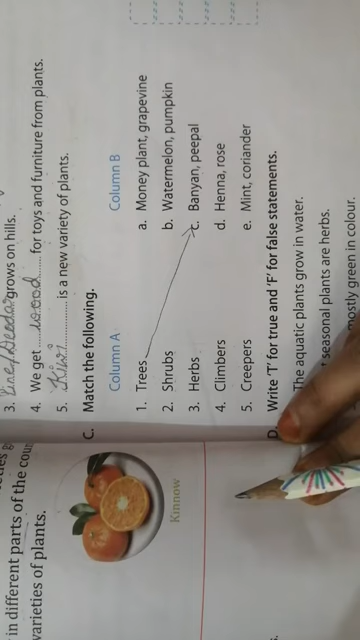 in different parts of the
varieties of plants.
Kinnow
3. Pine/Deodar grows on hills.
4. We get wood for toys and furniture from plants.
5. Kiwi is a new variety of plants.
C. Match the following.
Column A Column B
1. Trees a. Money plant, grapevine
2. Shrubs b. Watermelon, pumpkin
3. Herbs c. Banyan, peepal
4. Climbers d. Henna, rose
5. Creepers e. Mint, coriander
D. Write 'T' for true and 'F' for false statements.
The aquatic plants grow in water.
seasonal plants are herbs.
mostly green in colour.